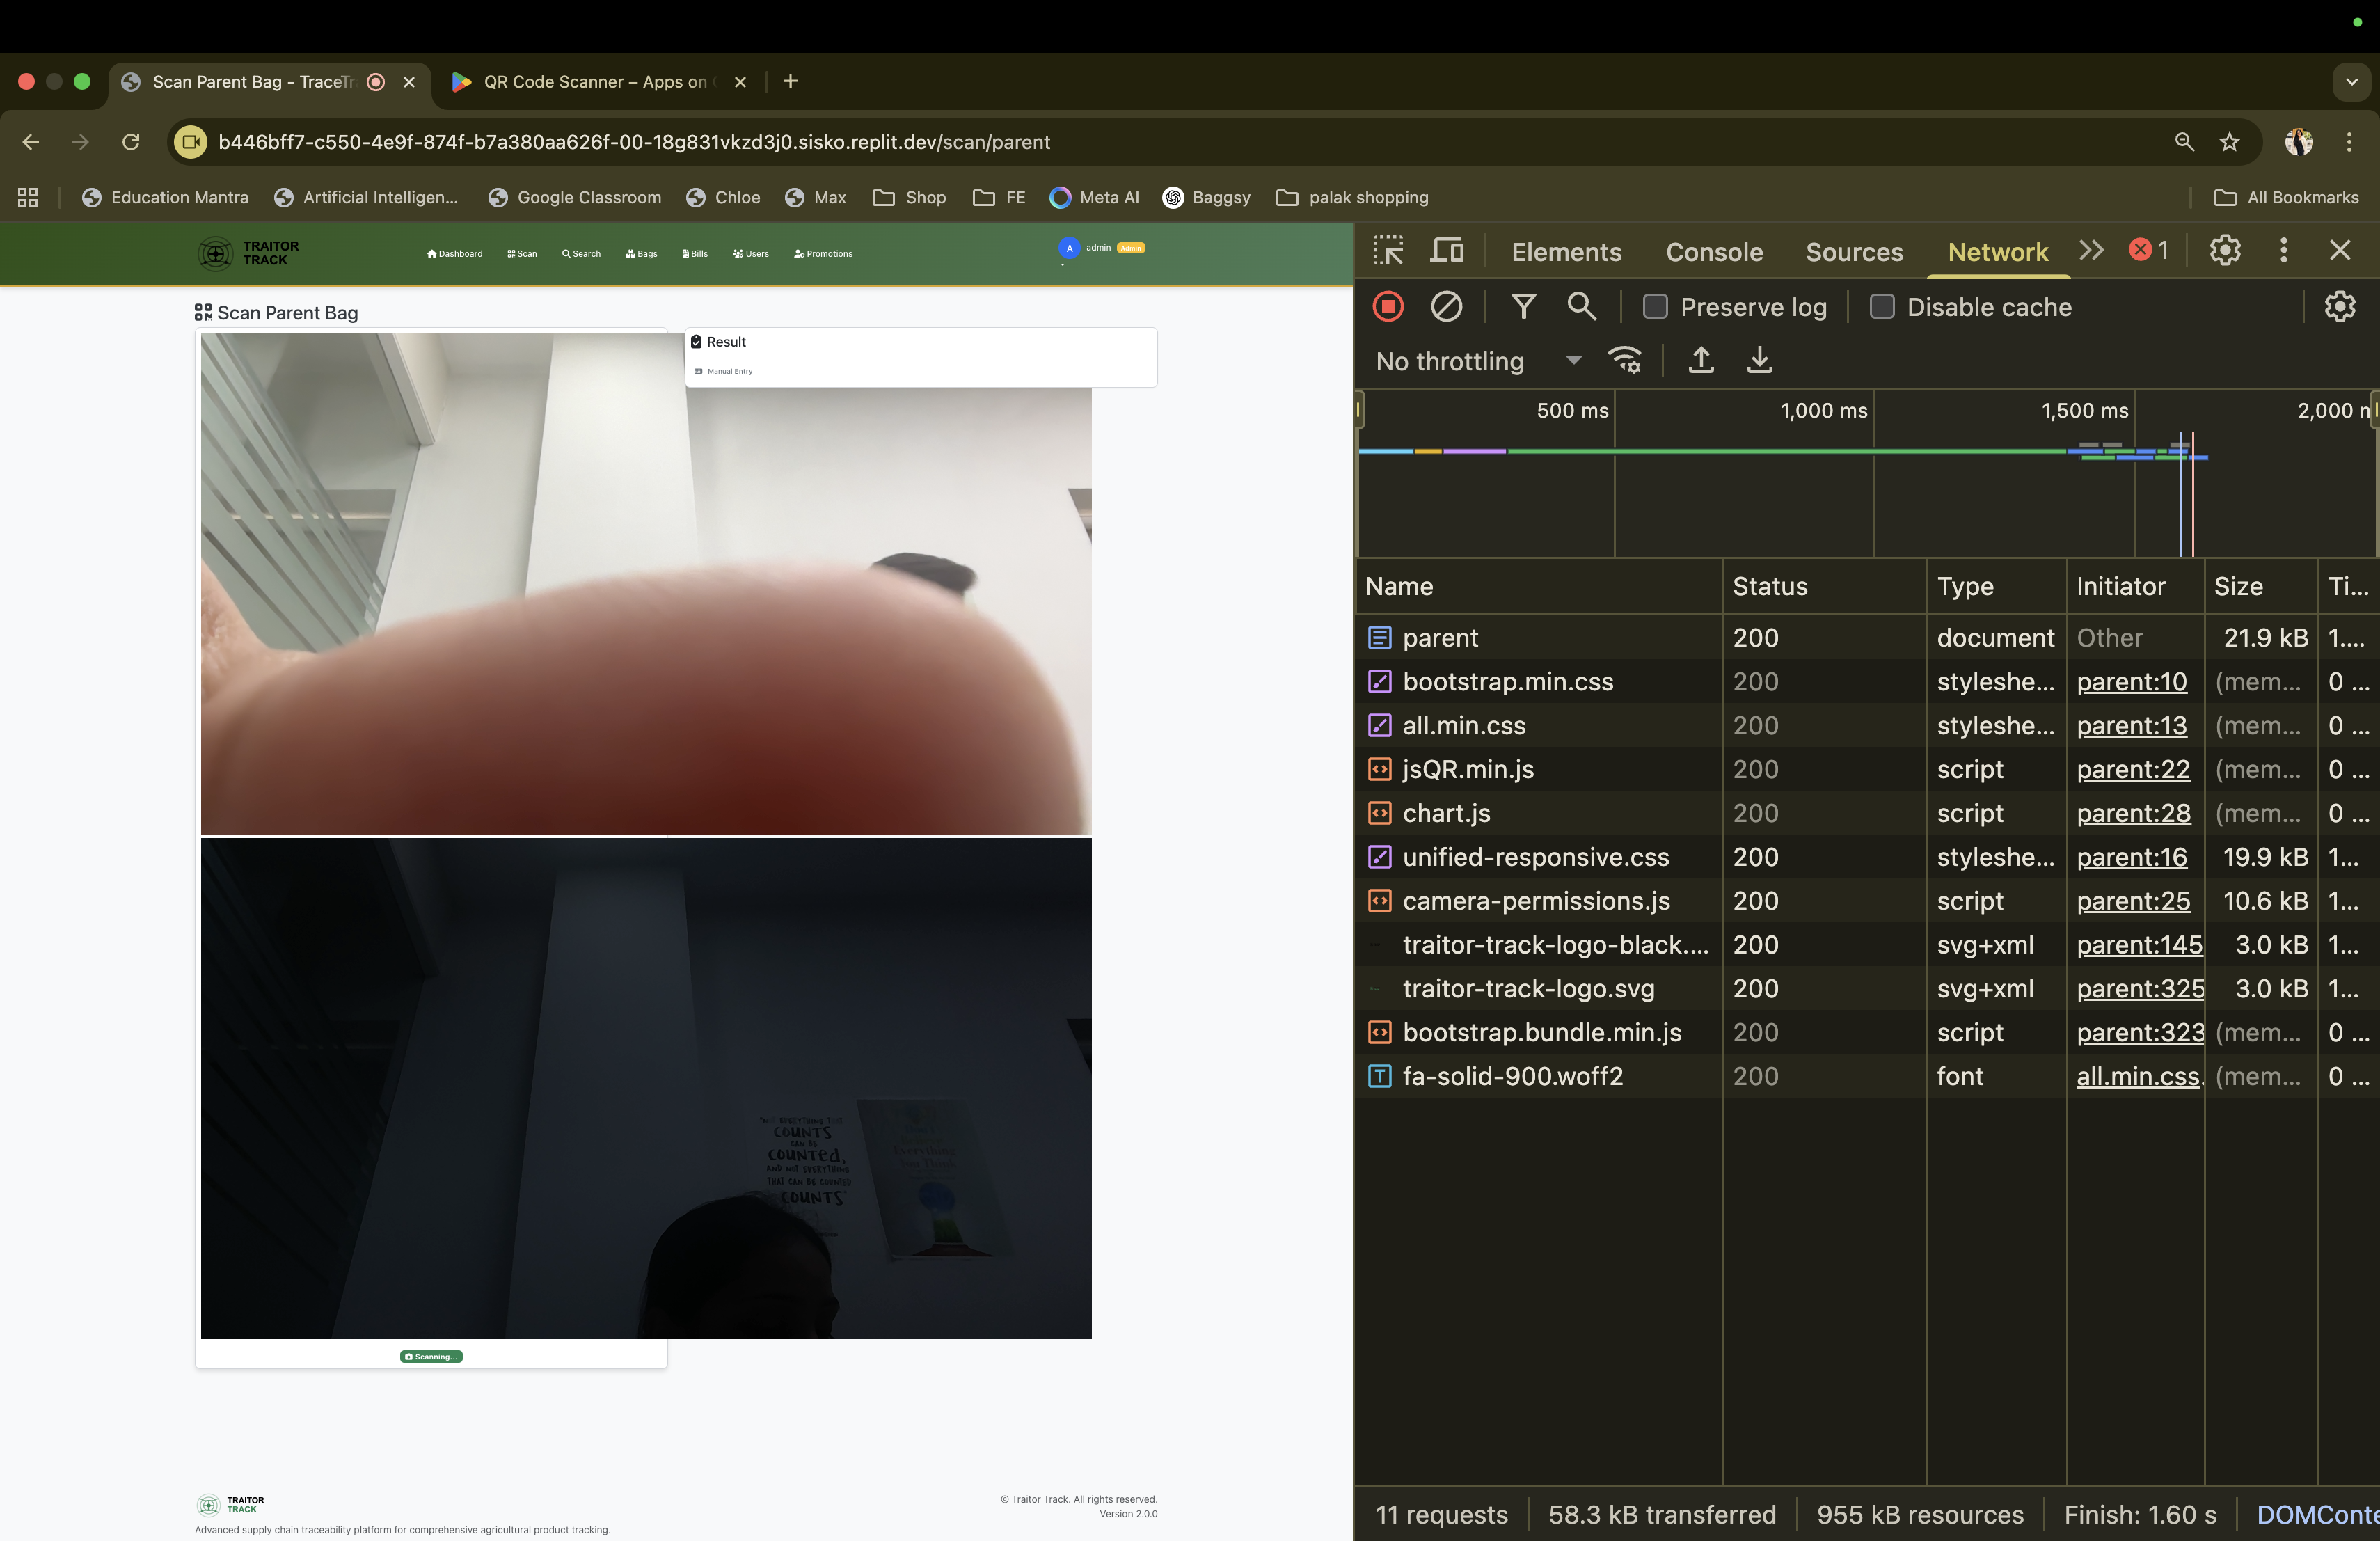 Scan Parent Bag - TraceTr
QR Code Scanner – Apps on
b446bff7-c550-4e9f-874f-b7a380aa626f-00-18g831vkzd3j0.sisko.replit.dev/scan/parent
Education Mantra
Artificial Intelligen...
Google Classroom
Chloe
Max
Shop
FE
Meta AI
Baggsy
palak shopping
All Bookmarks
TRAITOR
TRACK
Dashboard
Scan
Search
Bags
Bills
Users
Promotions
A
admin Admin
Scan Parent Bag
Result
Manual Entry
COUNTS
CAN BE
COUNTED,
AND NOT EVERYTHING
THAT CAN BE COUNTED
COUNTS"
Scanning...
TRAITOR
TRACK
Advanced supply chain traceability platform for comprehensive agricultural product tracking.
© Traitor Track. All rights reserved.
Version 2.0.0
Elements Console Sources Network 1
Preserve log Disable cache
No throttling
500 ms 1,000 ms 1,500 ms 2,000 m
Name Status Type Initiator Size Ti...
parent 200 document Other 21.9 kB 1....
bootstrap.min.css 200 styleshe... parent:10 (mem... 0 ...
all.min.css 200 styleshe... parent:13 (mem... 0 ...
jsQR.min.js 200 script parent:22 (mem... 0 ...
chart.js 200 script parent:28 (mem... 0 ...
unified-responsive.css 200 styleshe... parent:16 19.9 kB 1...
camera-permissions.js 200 script parent:25 10.6 kB 1...
traitor-track-logo-black.... 200 svg+xml parent:145 3.0 kB 1...
traitor-track-logo.svg 200 svg+xml parent:325 3.0 kB 1...
bootstrap.bundle.min.js 200 script parent:323 (mem... 0 ...
fa-solid-900.woff2 200 font all.min.css. (mem... 0 ...
11 requests 58.3 kB transferred 955 kB resources Finish: 1.60 s DOMConte